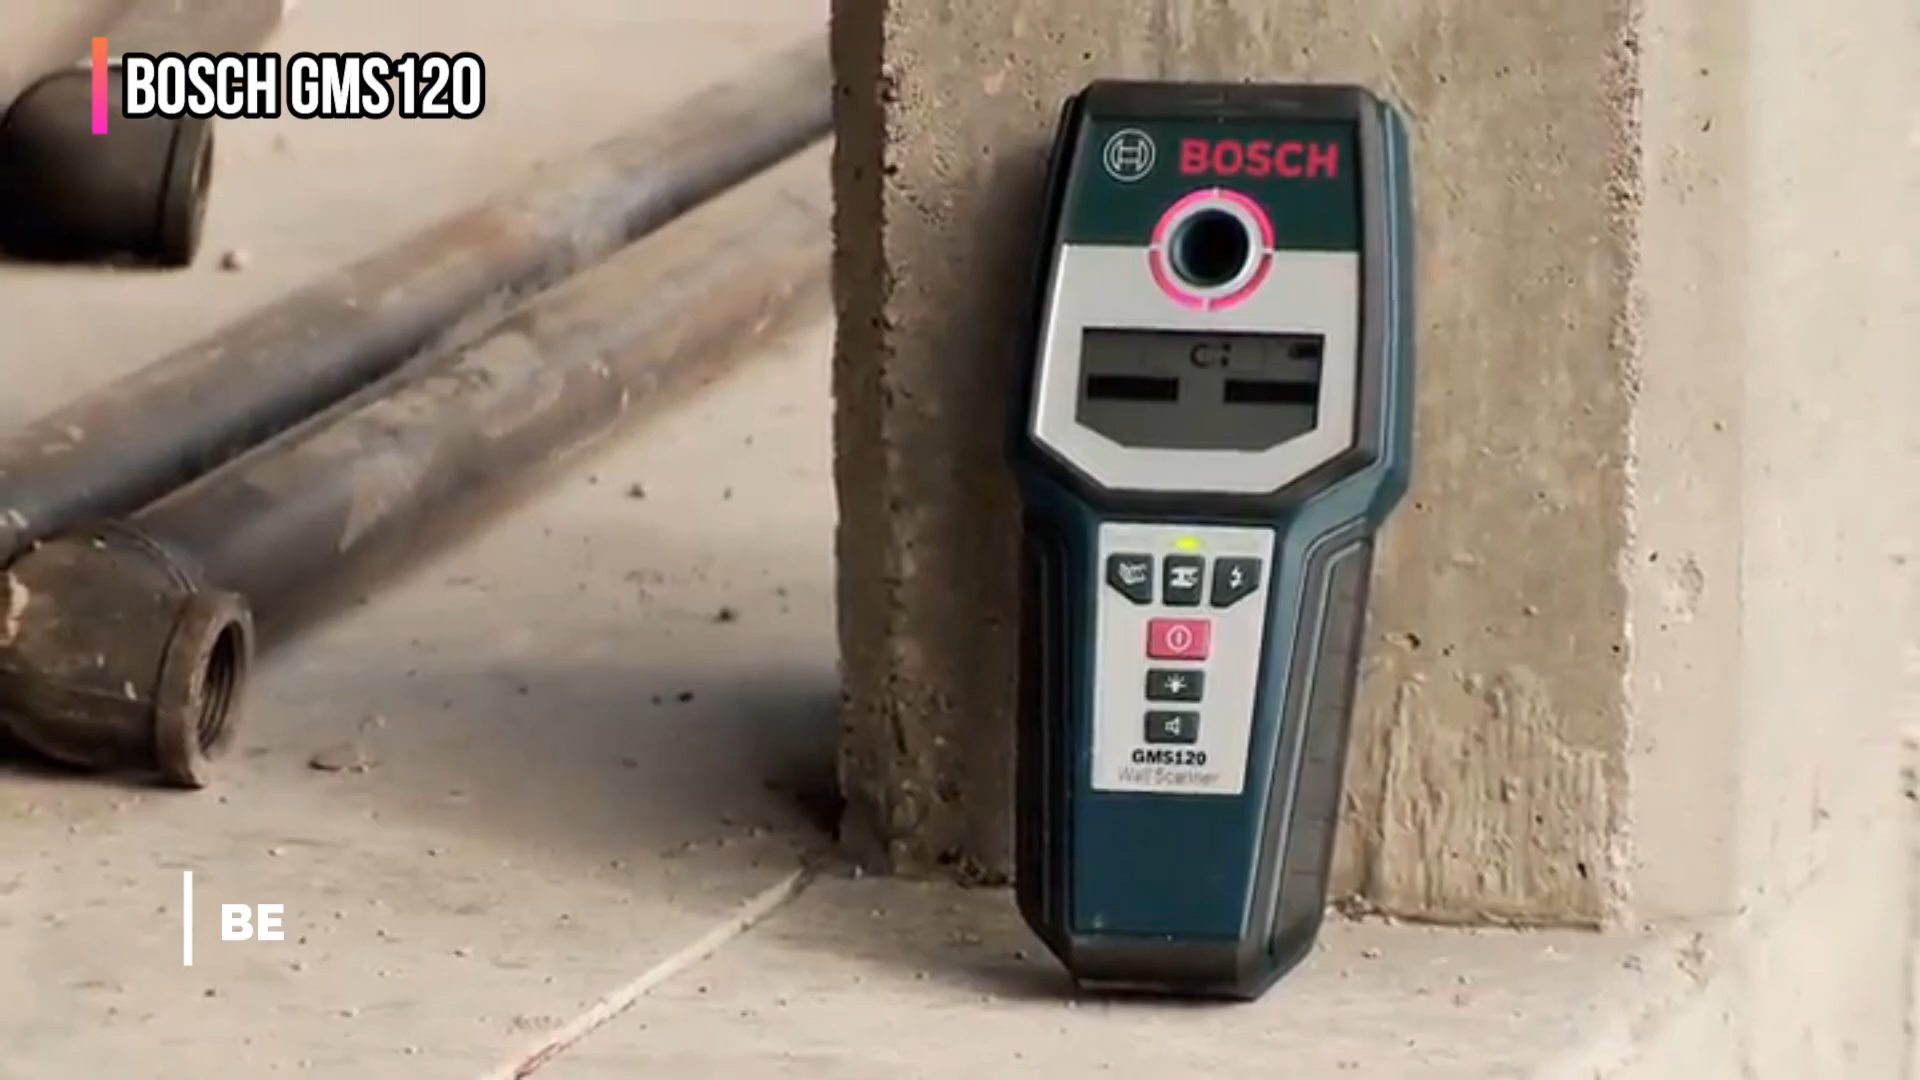 BOSCH GMS120
BOSCH
GMS120
Wall Scanner
BE